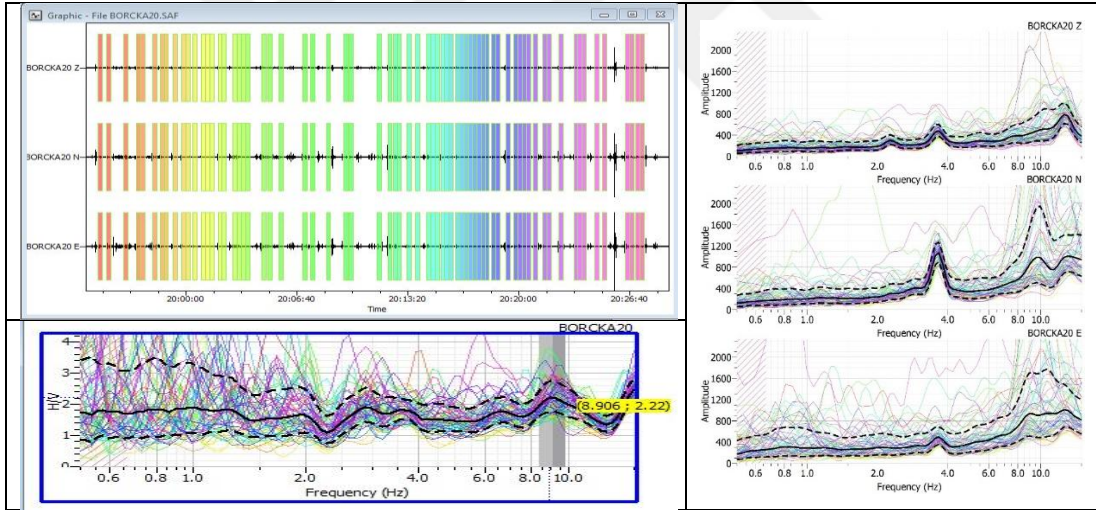 Graphic - File BORCKA20.SAF
BORCKA20 Z
BORCKA20 N
BORCKA20 E
20:00:00 20:06:40 20:13:20 20:20:00 20:26:40
Time
BORCKA20
H/V
4
3
2
1
0
(8.906 ; 2.22)
0.6 0.8 1.0 2.0 4.0 6.0 8.0 10.0
Frequency (Hz)
BORCKA20 Z
Amplitude
2000
1600
1200
800
400
0
0.6 0.8 1.0 2.0 4.0 6.0 8.0 10.0
Frequency (Hz)
BORCKA20 N
Amplitude
2000
1600
1200
800
400
0
0.6 0.8 1.0 2.0 4.0 6.0 8.0 10.0
Frequency (Hz)
BORCKA20 E
Amplitude
2000
1600
1200
800
400
0
0.6 0.8 1.0 2.0 4.0 6.0 8.0 10.0
Frequency (Hz)